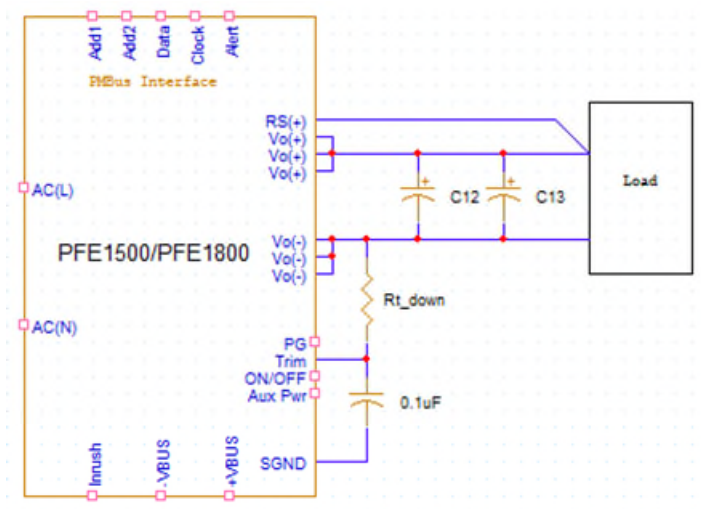 Add1
Add2
Data
Clock
Alert
PMBus Interface
RS(+)
Vo(+)
Vo(+)
Vo(+)
AC(L)
C12
C13
Load
PFE1500/PFE1800
Vo(-)
Vo(-)
Vo(-)
Rt_down
AC(N)
PG
Trim
ON/OFF
Aux Pwr
0.1uF
SGND
Inrush
-VBUS
+VBUS
+
+